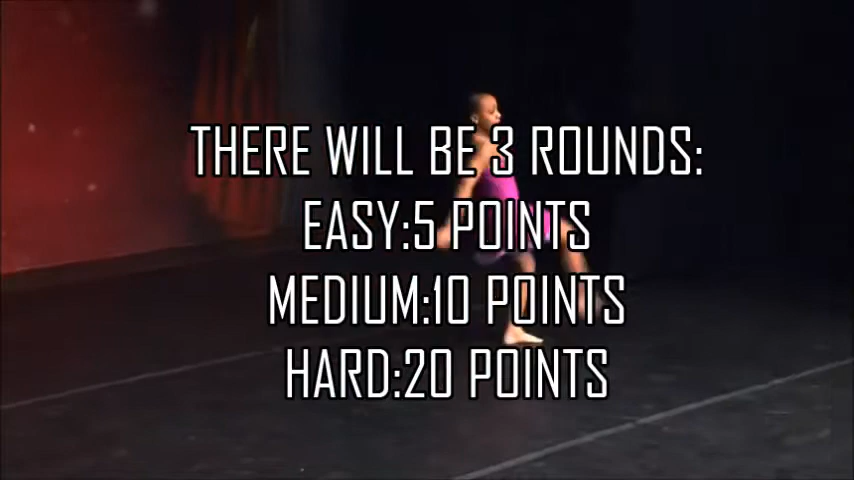 THERE WILL BE 3 ROUNDS:
EASY:5 POINTS
MEDIUM:10 POINTS
HARD:20 POINTS